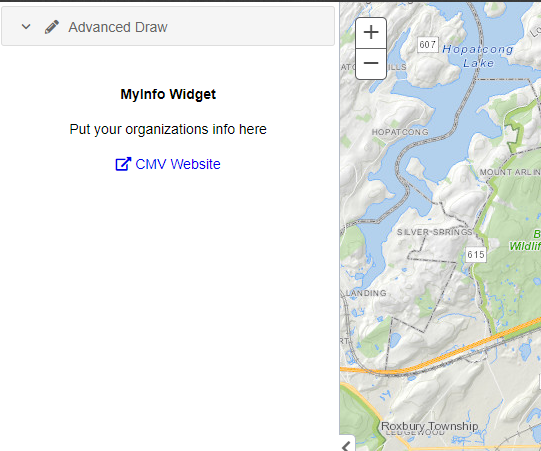 Advanced Draw
MyInfo Widget
Put your organizations info here
CMV Website
+
−
607
Hopatcong
Lake
HILLS
HOPATCONG
MOUNT ARLIN
SILVER SPRINGS
615
B
Wildlif
LANDING
RT
Roxbury Township
LEDGEWOOD